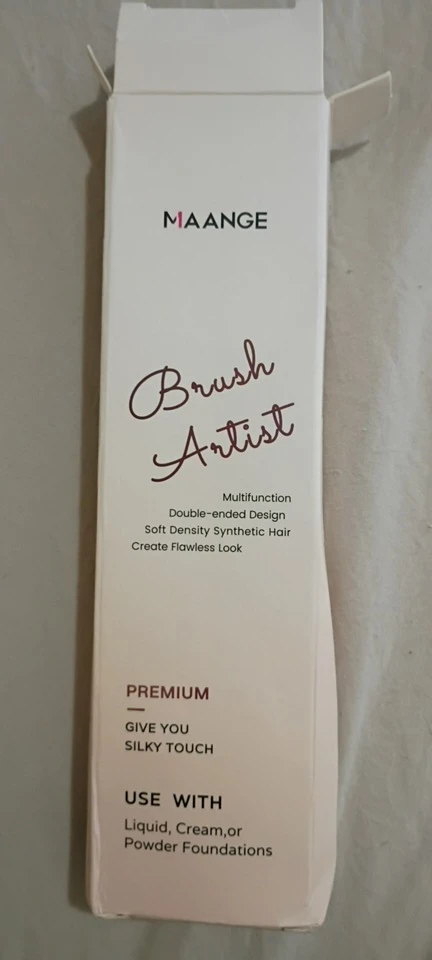 MAANGE
Brush
Artist
Multifunction
Double-ended Design
Soft Density Synthetic Hair
Create Flawless Look
PREMIUM
GIVE YOU
SILKY TOUCH
USE WITH
Liquid, Cream,or
Powder Foundations